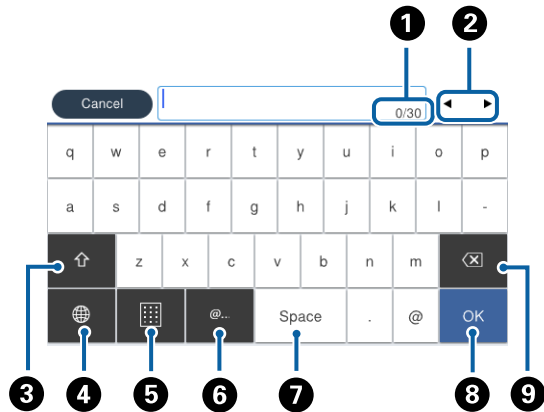 1 2
Cancel 0/30
q w e r t y u i o p
a s d f g h j k l -
z x c v b n m
@... Space . @ OK
3 4 5 6 7 8 9